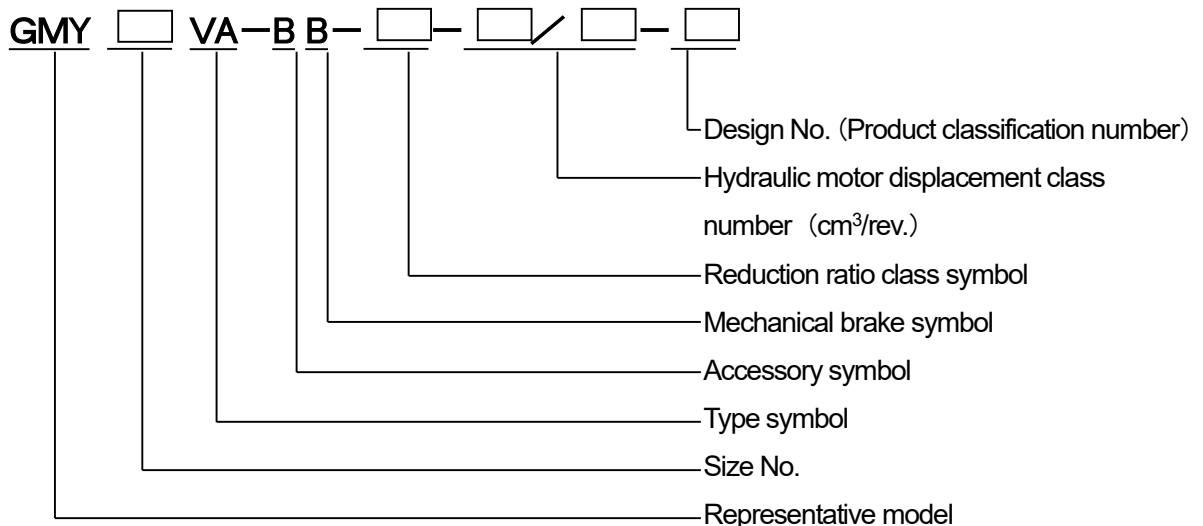 GMY □ VA－B B－ □－ □／ □－ □
Design No.（Product classification number）
Hydraulic motor displacement class
number（cm³/rev.）
Reduction ratio class symbol
Mechanical brake symbol
Accessory symbol
Type symbol
Size No.
Representative model